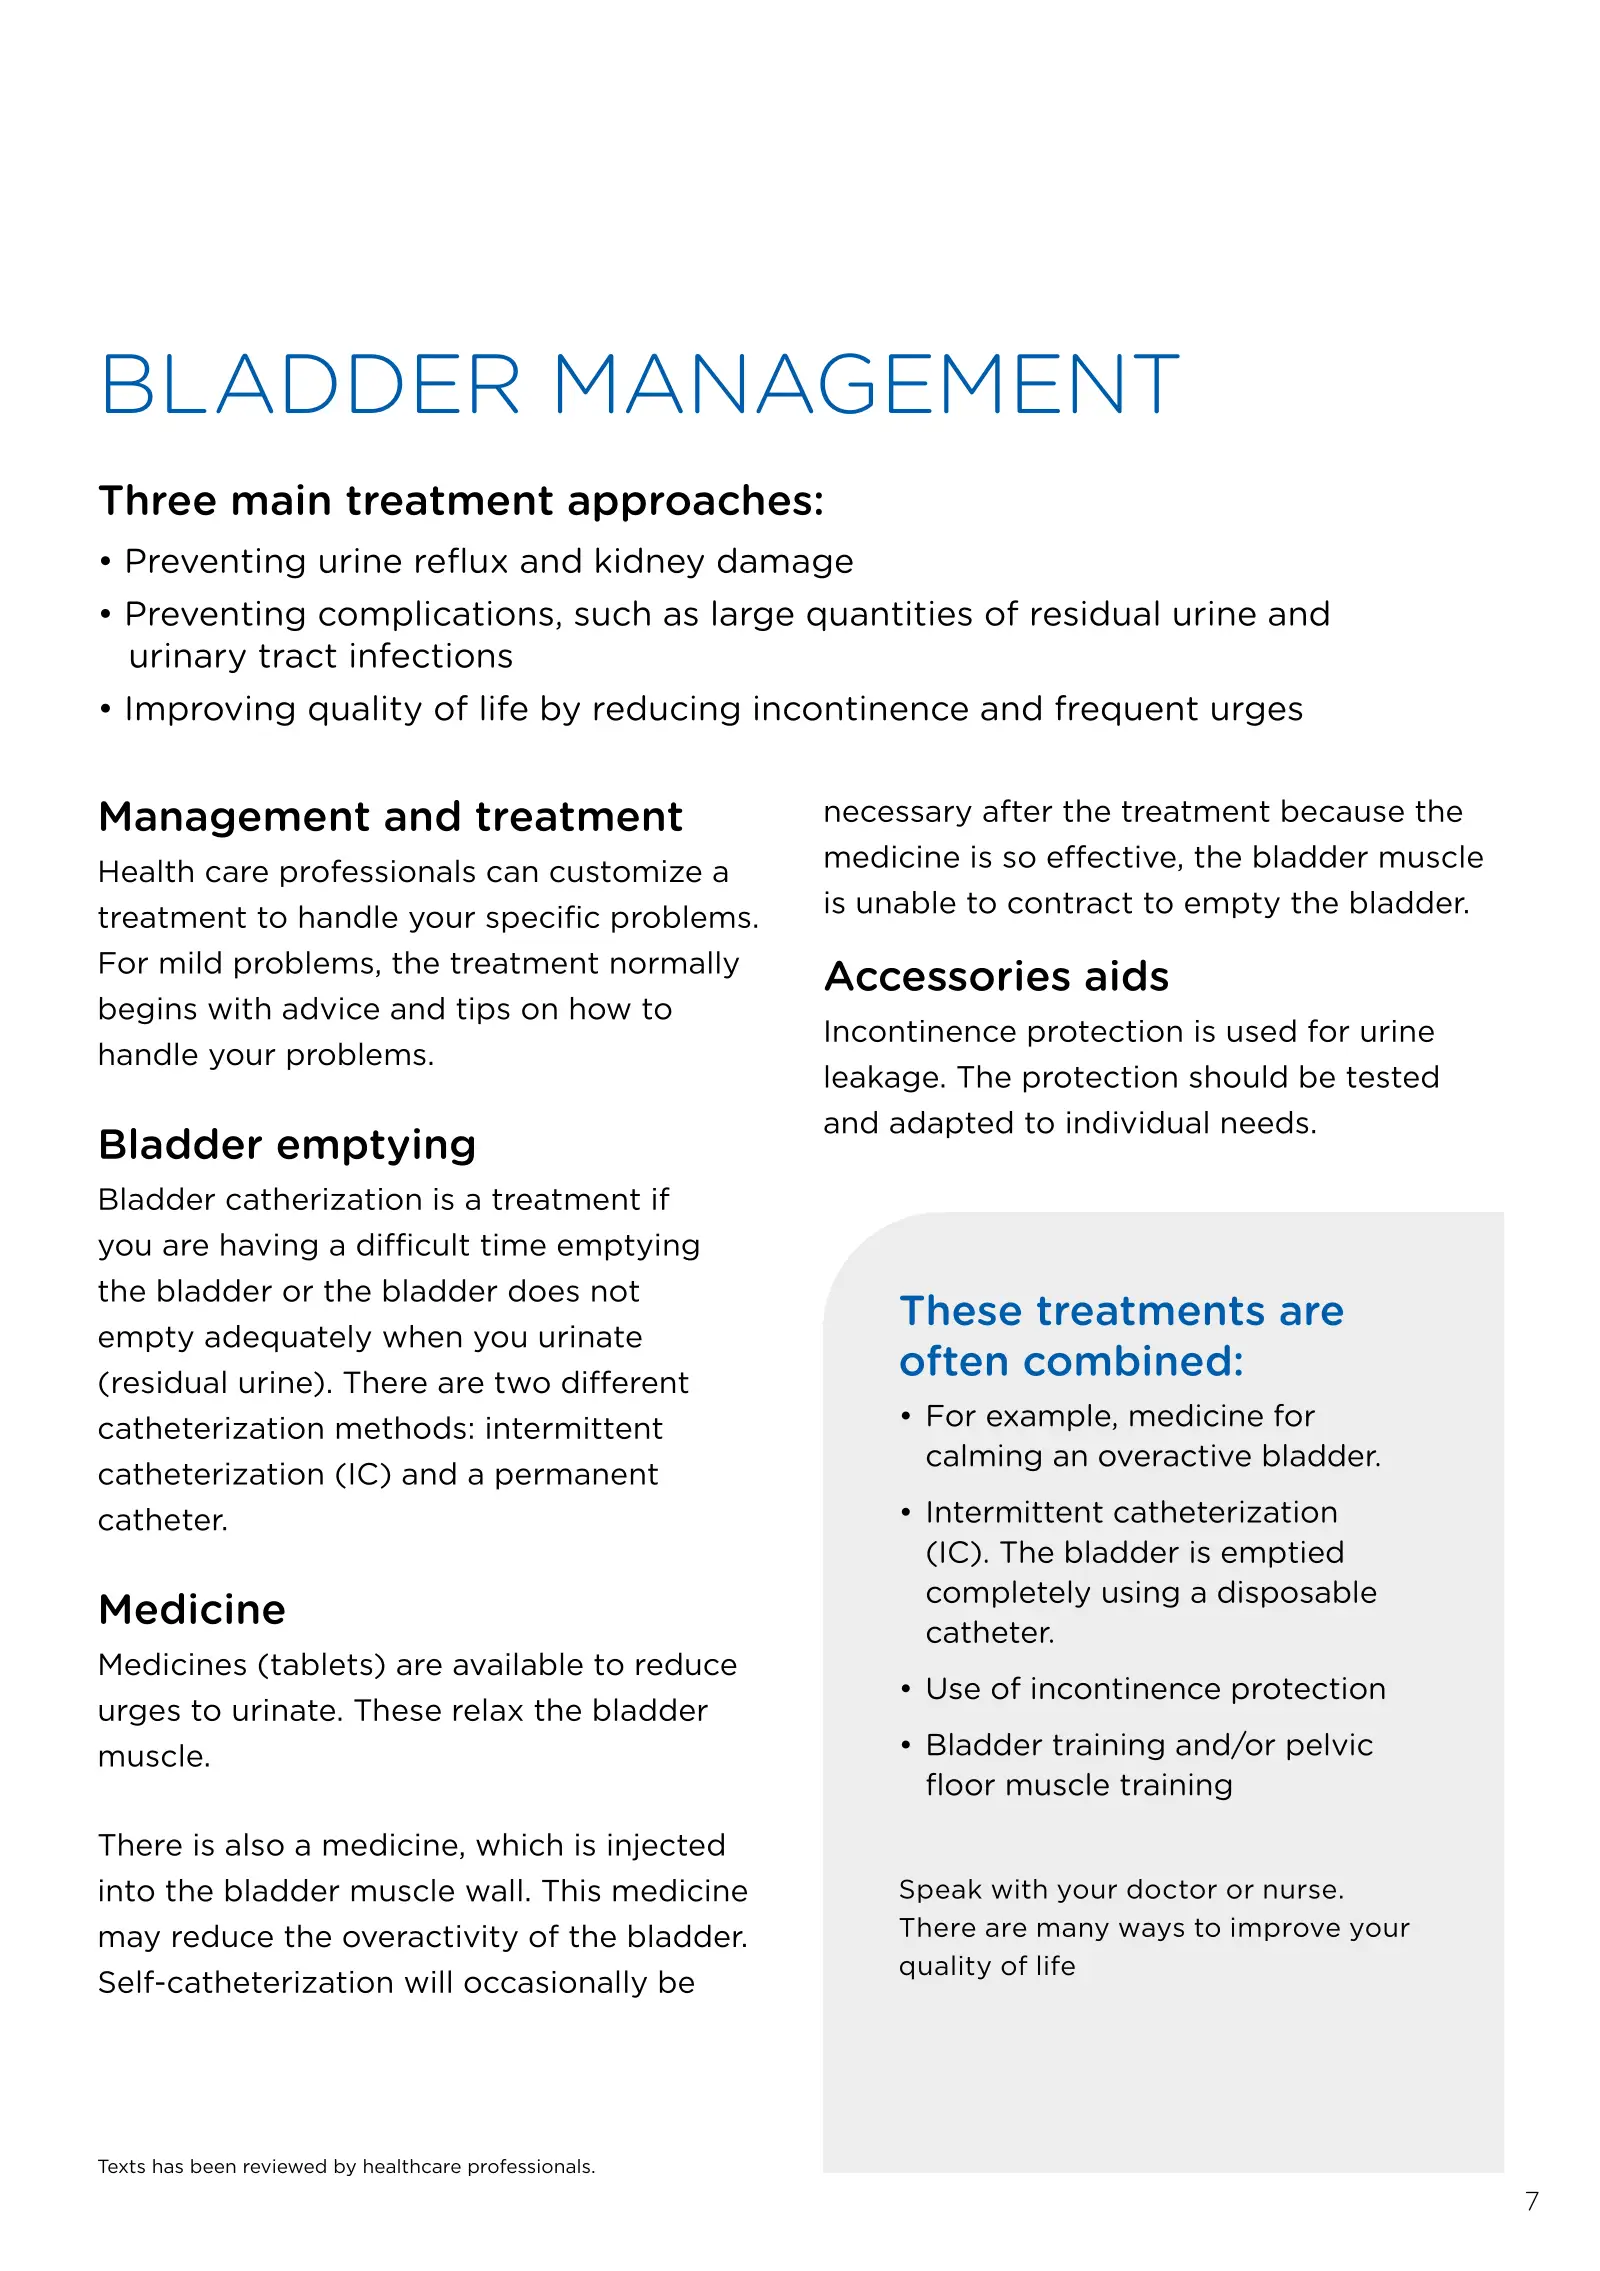 BLADDER MANAGEMENT
Three main treatment approaches:
• Preventing urine reflux and kidney damage
• Preventing complications, such as large quantities of residual urine and
urinary tract infections
• Improving quality of life by reducing incontinence and frequent urges
Management and treatment
Health care professionals can customize a
treatment to handle your specific problems.
For mild problems, the treatment normally
begins with advice and tips on how to
handle your problems.
Bladder emptying
Bladder catherization is a treatment if
you are having a difficult time emptying
the bladder or the bladder does not
empty adequately when you urinate
(residual urine). There are two different
catheterization methods: intermittent
catheterization (IC) and a permanent
catheter.
Medicine
Medicines (tablets) are available to reduce
urges to urinate. These relax the bladder
muscle.
There is also a medicine, which is injected
into the bladder muscle wall. This medicine
may reduce the overactivity of the bladder.
Self-catheterization will occasionally be
necessary after the treatment because the
medicine is so effective, the bladder muscle
is unable to contract to empty the bladder.
Accessories aids
Incontinence protection is used for urine
leakage. The protection should be tested
and adapted to individual needs.
These treatments are
often combined:
• For example, medicine for
calming an overactive bladder.
• Intermittent catheterization
(IC). The bladder is emptied
completely using a disposable
catheter.
• Use of incontinence protection
• Bladder training and/or pelvic
floor muscle training
Speak with your doctor or nurse.
There are many ways to improve your
quality of life
Texts has been reviewed by healthcare professionals.
7